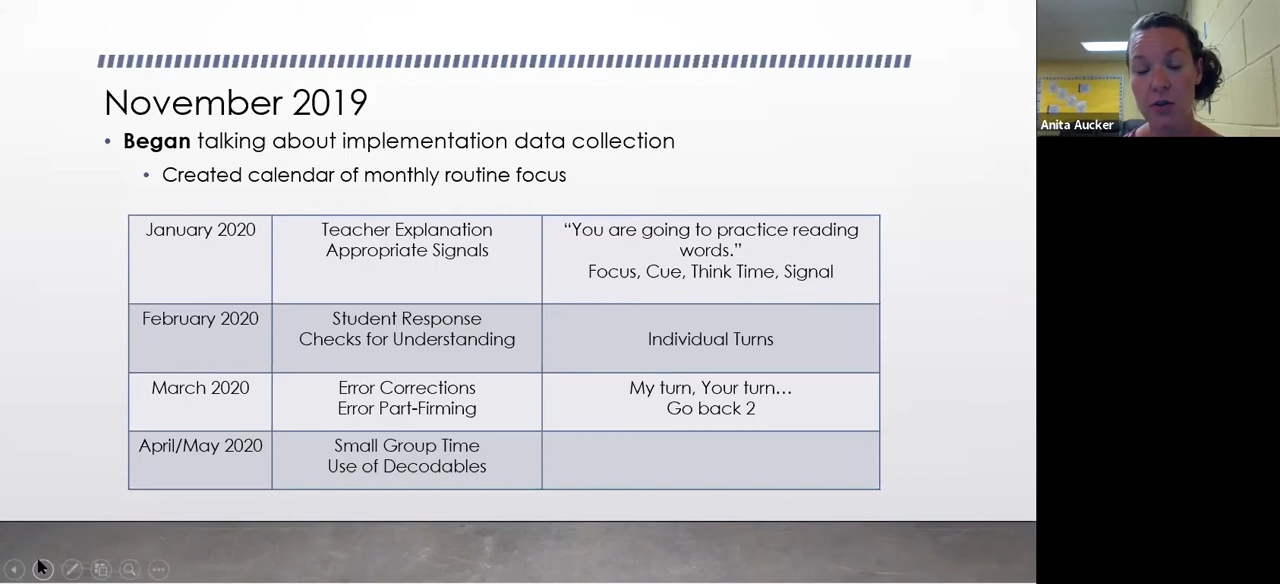 November 2019
• Began talking about implementation data collection
• Created calendar of monthly routine focus
January 2020
Teacher Explanation
Appropriate Signals
“You are going to practice reading
words.”
Focus, Cue, Think Time, Signal
February 2020
Student Response
Checks for Understanding
Individual Turns
March 2020
Error Corrections
Error Part-Firming
My turn, Your turn…
Go back 2
April/May 2020
Small Group Time
Use of Decodables
Anita Aucker